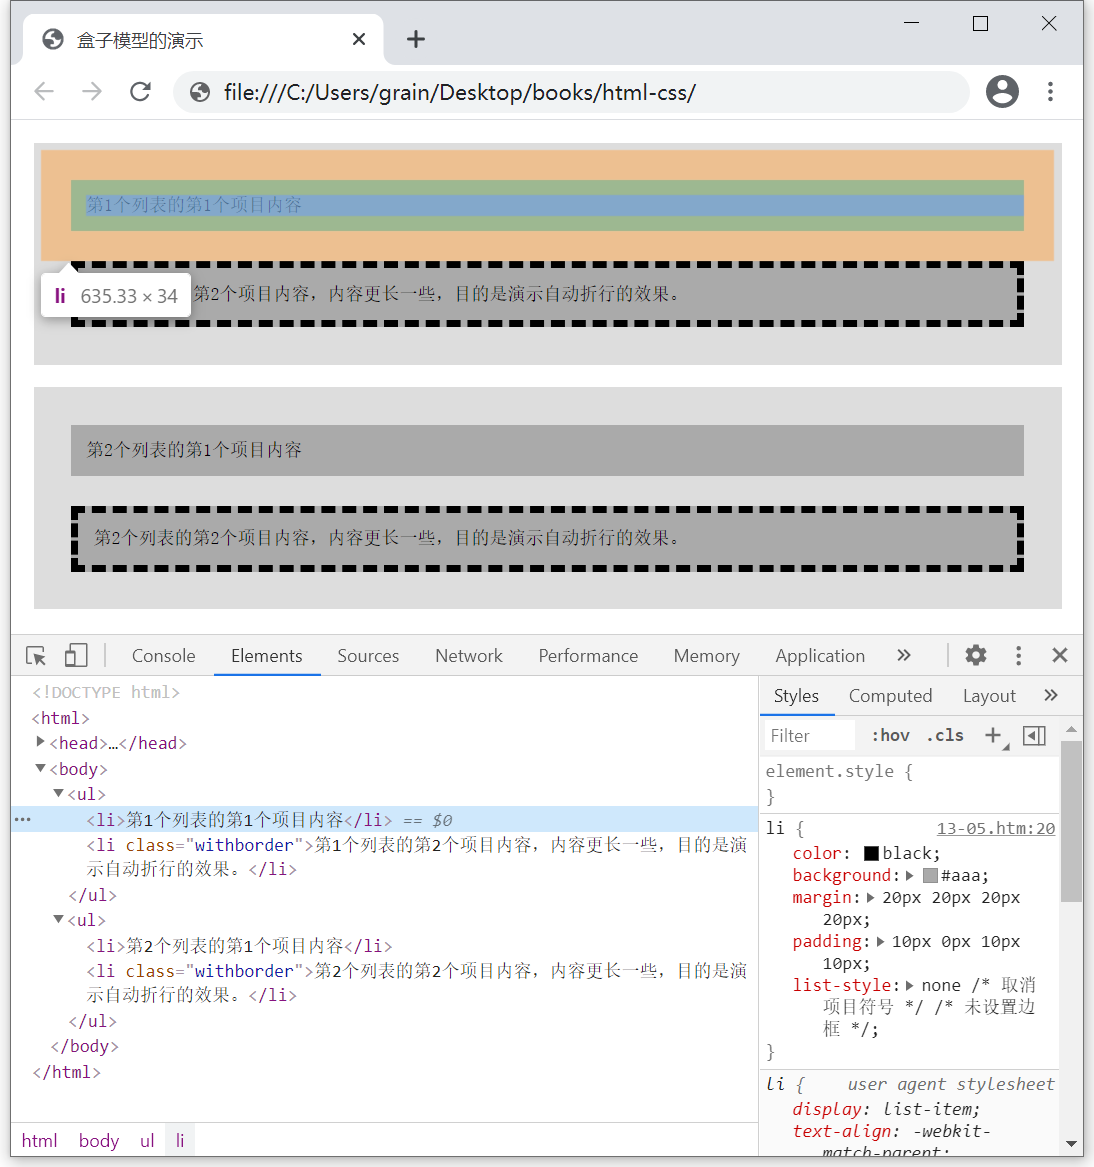 盒子模型的演示
file:///C:/Users/grain/Desktop/books/html-css/
第1个列表的第1个项目内容
第2个项目内容，内容更长一些，目的是演示自动折行的效果。
li 635.33 × 34
第2个列表的第1个项目内容
第2个列表的第2个项目内容，内容更长一些，目的是演示自动折行的效果。
Console Elements Sources Network Performance Memory Application »
<!DOCTYPE html>
<html>
<head>…</head>
<body>
<ul>
<li>第1个列表的第1个项目内容</li> == $0
<li class="withborder">第1个列表的第2个项目内容，内容更长一些，目的是演
示自动折行的效果。</li>
</ul>
<ul>
<li>第2个列表的第1个项目内容</li>
<li class="withborder">第2个列表的第2个项目内容，内容更长一些，目的是演
示自动折行的效果。</li>
</ul>
</body>
</html>
html body ul li
Styles Computed Layout »
Filter :hov .cls +
element.style {
}
li { 13-05.htm:20
color: black;
background: #aaa;
margin: 20px 20px 20px
20px;
padding: 10px 0px 10px
10px;
list-style: none /* 取消
项目符号 */ /* 未设置边
框 */;
}
li { user agent stylesheet
display: list-item;
text-align: -webkit-
match-parent;